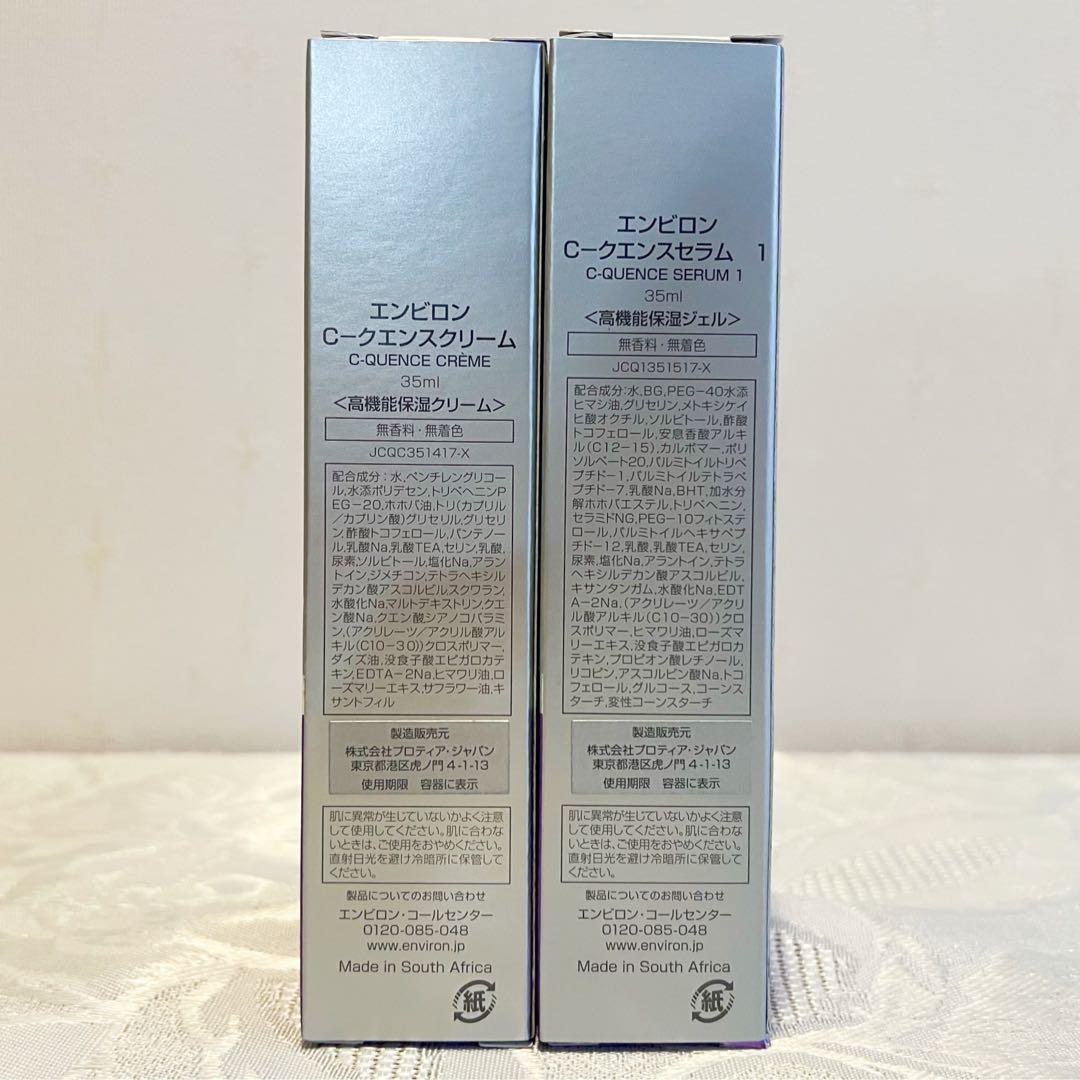 エンビロン
C−クエンスクリーム
C-QUENCE CRÈME
35ml
＜高機能保湿クリーム＞
無香料・無着色
JCQC351417-X
配合成分：水,ペンチレングリコー
ル,水添ポリデセン,トリベヘニンP
EG−20,ホホバ油,トリ(カプリル
／カプリン酸)グリセリル,グリセリ
ン,酢酸トコフェロール,パンテノー
ル,乳酸Na,乳酸TEA,セリン,乳酸,
尿素,ソルビトール,塩化Na,アラン
トイン,ジメチコン,テトラヘキシル
デカン酸アスコルビル,スクワラン,
水酸化Na,マルトデキストリン,クエ
ン酸Na,クエン酸シアノコバラミ
ン,(アクリレーツ／アクリル酸アル
キル(C10−30))クロスポリマー,
ダイズ油,没食子酸エピガロカテ
キン,EDTA−2Na,ヒマワリ油,ロ
ーズマリーエキス,サフラワー油,キ
サントフィル
製造販売元
株式会社プロティア・ジャパン
東京都港区虎ノ門 4-1-13
使用期限　容器に表示
肌に異常が生じていないかよく注意
して使用してください。肌に合わな
いときは、ご使用をおやめください。
直射日光を避け冷暗所に保管して
ください。
製品についてのお問い合わせ
エンビロン・コールセンター
0120-085-048
www.environ.jp
Made in South Africa
紙
エンビロン
C−クエンスセラム　1
C-QUENCE SERUM 1
35ml
＜高機能保湿ジェル＞
無香料・無着色
JCQ1351517-X
配合成分：水,BG,PEG−40水添
ヒマシ油,グリセリン,メトキシケイ
ヒ酸オクチル,ソルビトール,酢酸
トコフェロール,安息香酸アルキ
ル(C12−15),カルボマー,ポリ
ソルベート20,パルミトイルトリペ
プチド-1,パルミトイルテトラペ
プチド-7,乳酸Na,BHT,加水分
解ホホバエステル,トリベヘニン,
セラミドNG,PEG-10フィトステ
ロール,パルミトイルヘキサペプ
チド-12,乳酸,乳酸TEA,セリン,
尿素,塩化Na,アラントイン,テトラ
ヘキシルデカン酸アスコルビル,
キサンタンガム,水酸化Na,EDT
A−2Na,(アクリレーツ／アクリ
ル酸アルキル(C10−30))クロ
スポリマー,ヒマワリ油,ローズマ
リーエキス,没食子酸エピガロカ
テキン,プロピオン酸レチノール,
リコピン,アスコルビン酸Na,トコ
フェロール,グルコース,コーンス
ターチ,変性コーンスターチ
製造販売元
株式会社プロティア・ジャパン
東京都港区虎ノ門 4-1-13
使用期限　容器に表示
肌に異常が生じていないかよく注意
して使用してください。肌に合わな
いときは、ご使用をおやめください。
直射日光を避け冷暗所に保管して
ください。
製品についてのお問い合わせ
エンビロン・コールセンター
0120-085-048
www.environ.jp
Made in South Africa
紙